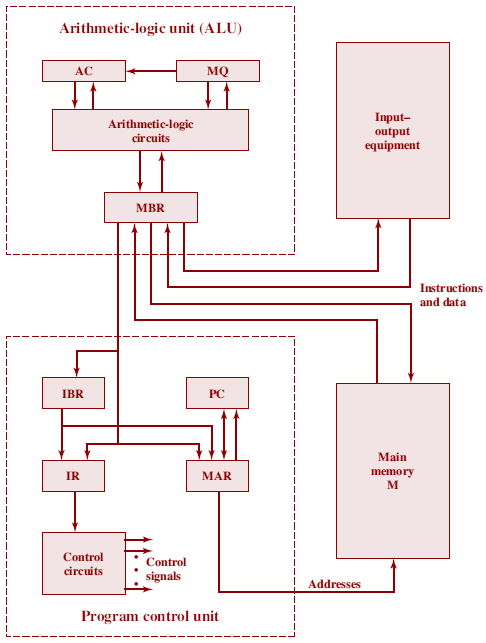 Arithmetic-logic unit (ALU)
AC
MQ
Arithmetic-logic
circuits
MBR
Input–
output
equipment
Instructions
and data
IBR
PC
IR
MAR
Main
memory
M
Control
circuits
Control
signals
Addresses
Program control unit